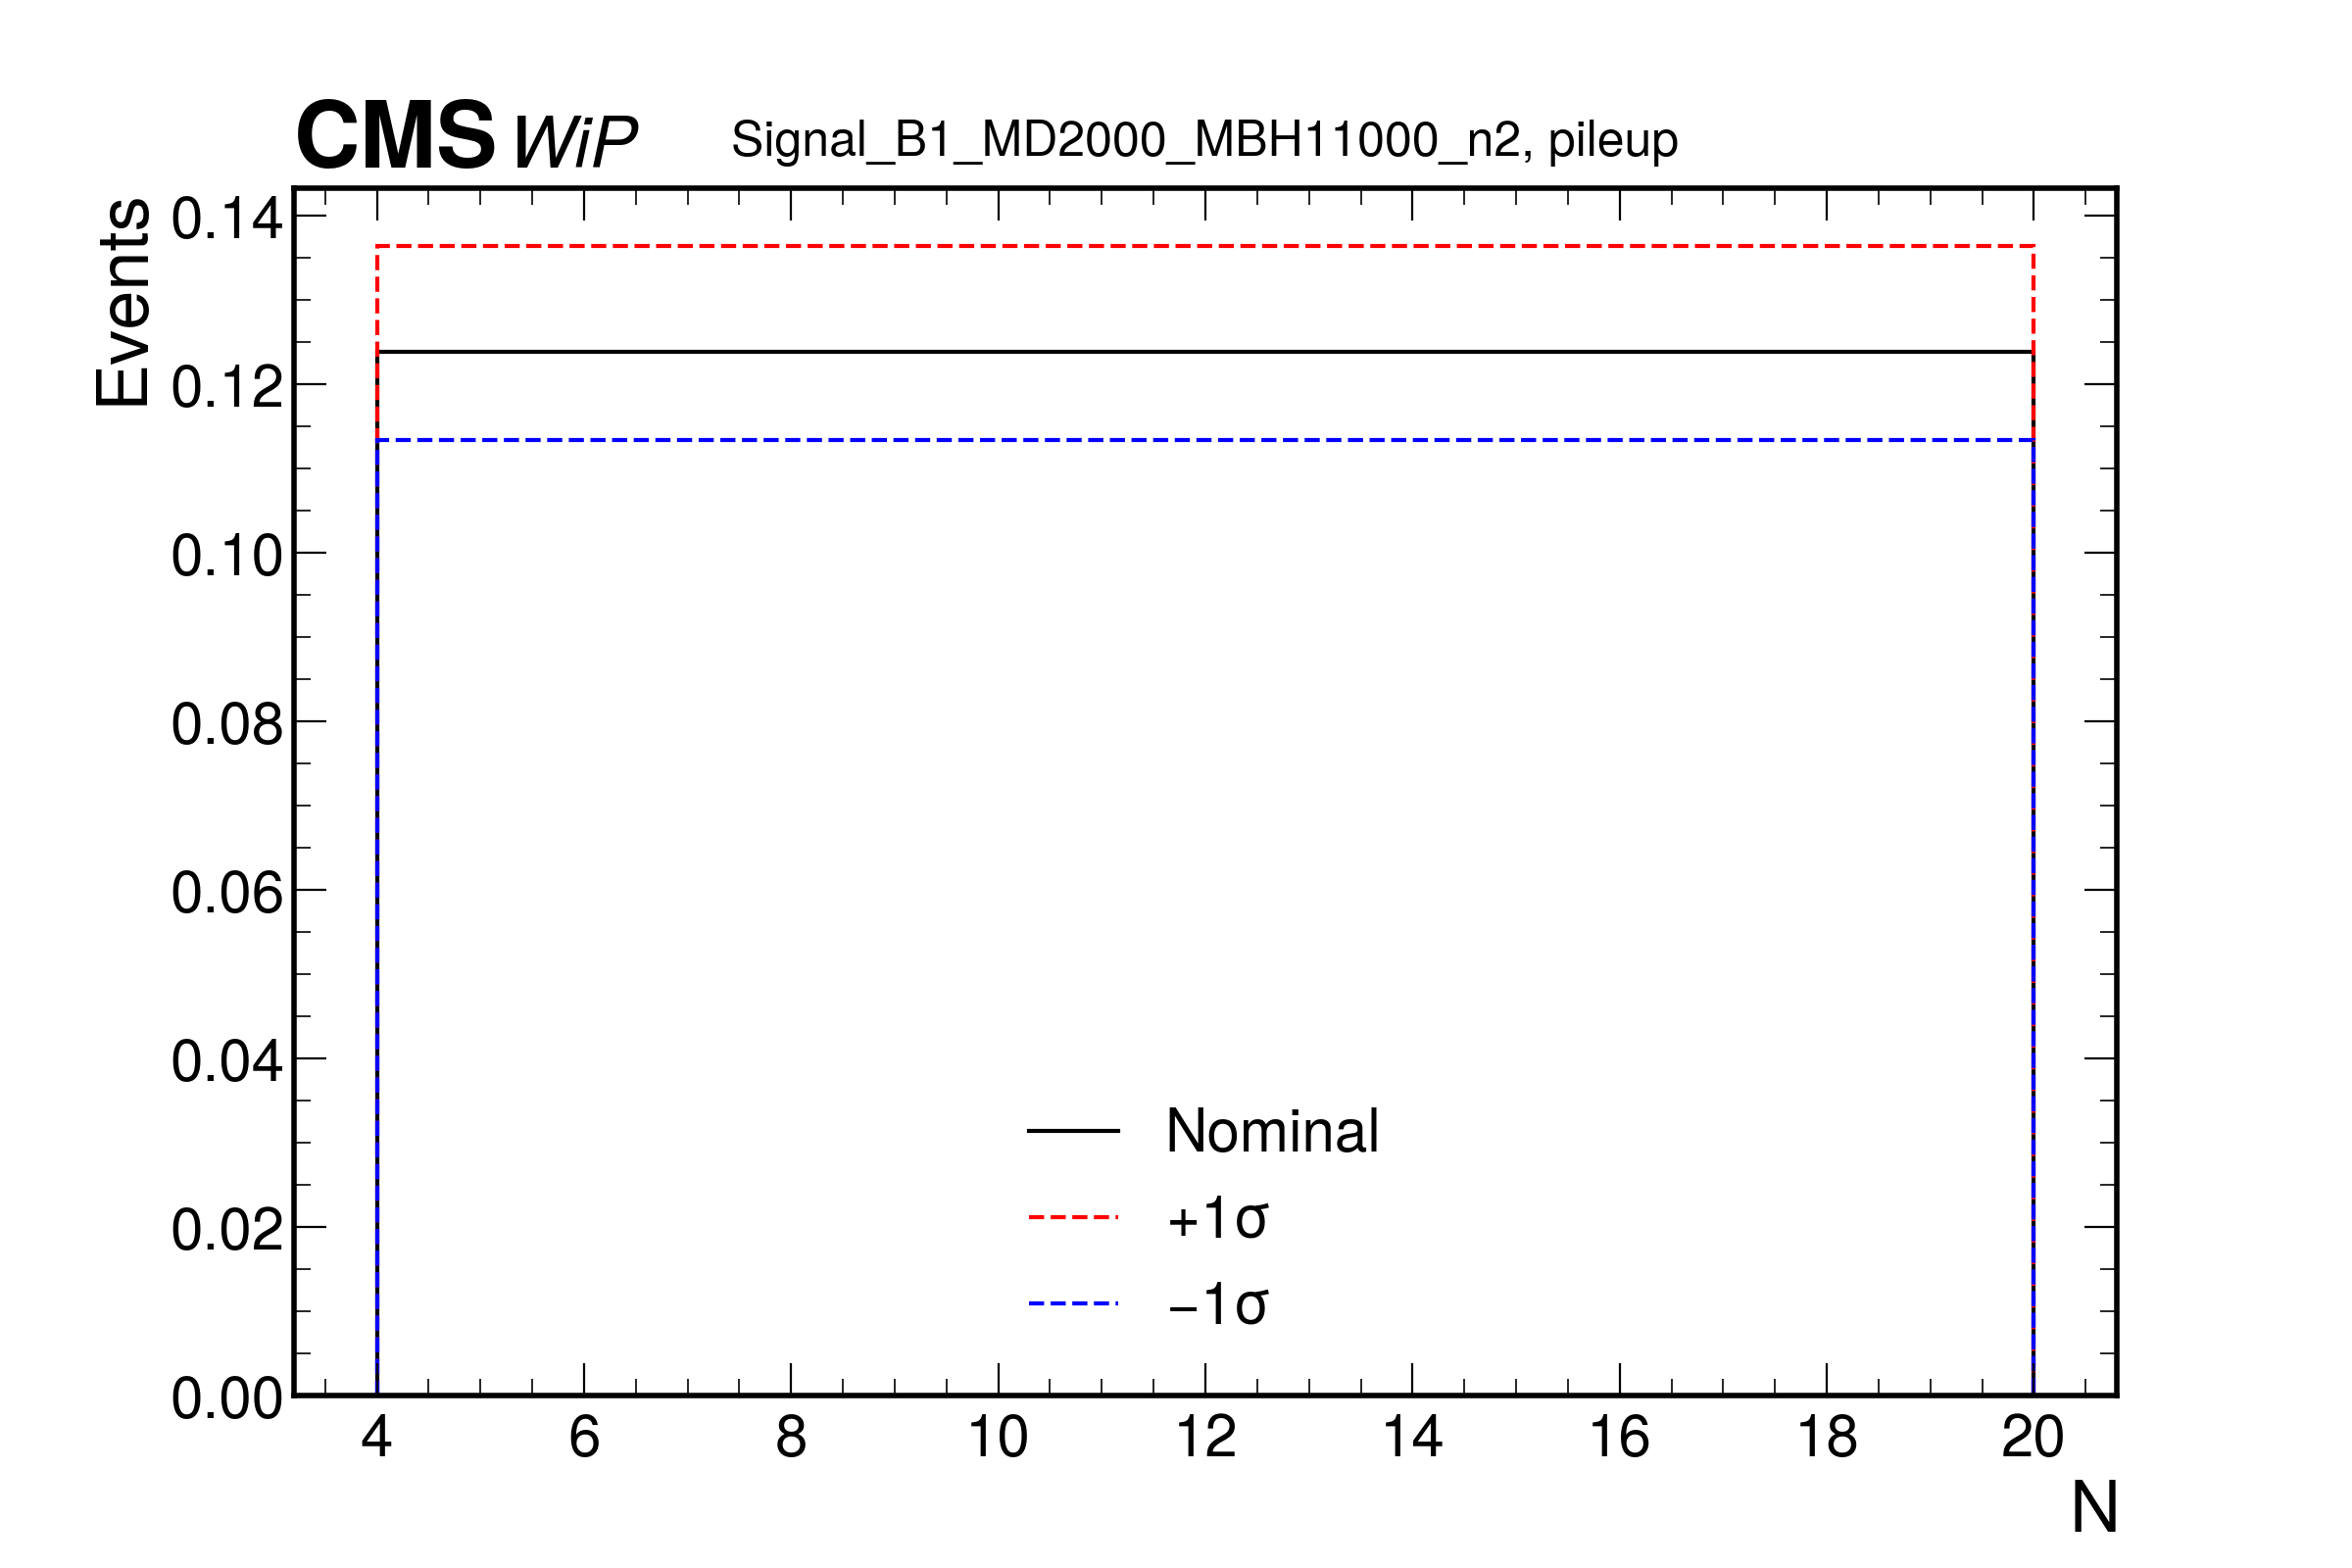 CMS WiP Signal_B1_MD2000_MBH11000_n2, pileup
Events
0.14
0.12
0.10
0.08
0.06
0.04
0.02
0.00
Nominal
+1σ
−1σ
4 6 8 10 12 14 16 18 20
N